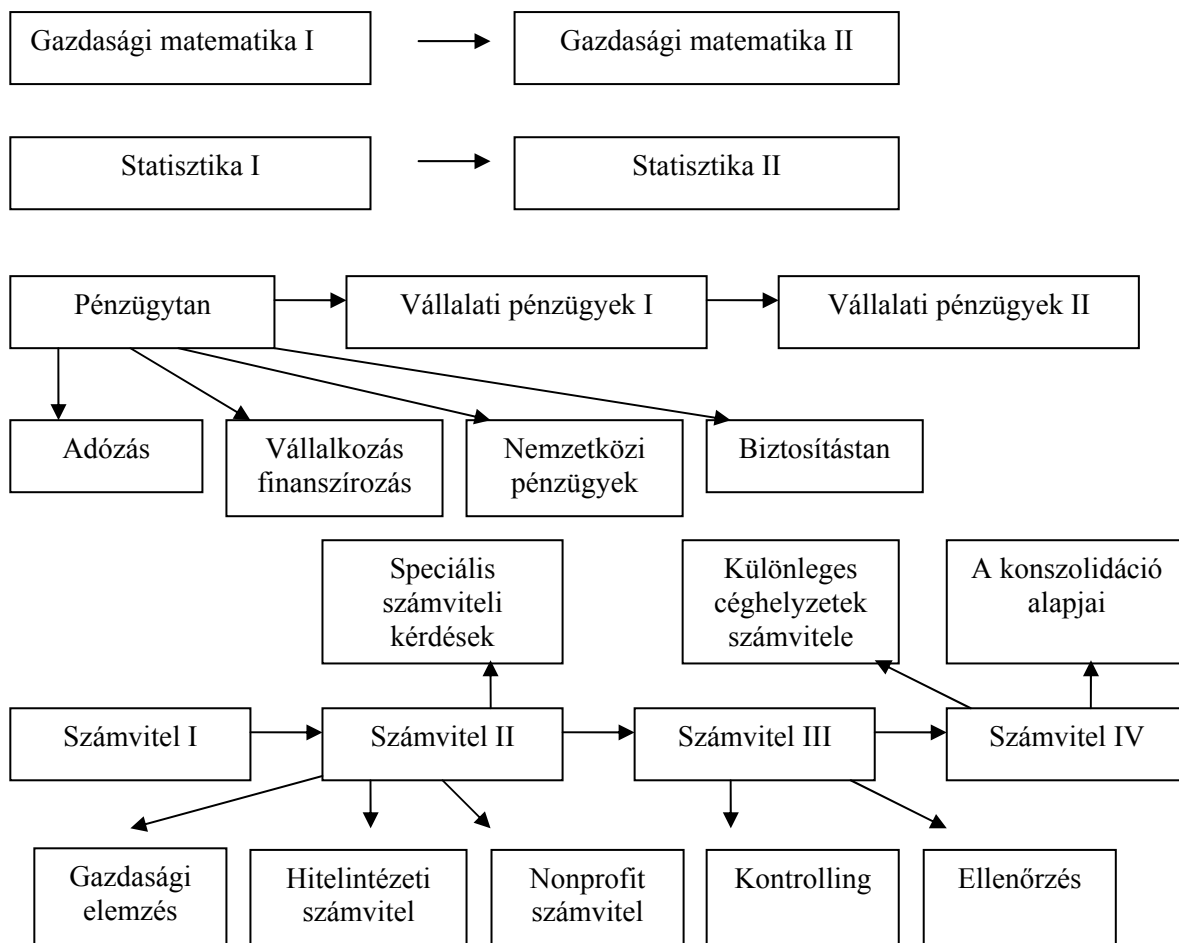 Gazdasági matematika I
Gazdasági matematika II
Statisztika I
Statisztika II
Pénzügytan
Vállalati pénzügyek I
Vállalati pénzügyek II
Adózás
Vállalkozás
finanszírozás
Nemzetközi
pénzügyek
Biztosítástan
Speciális
számviteli
kérdések
Különleges
céghelyzetek
számvitele
A konszolidáció
alapjai
Számvitel I
Számvitel II
Számvitel III
Számvitel IV
Gazdasági
elemzés
Hitelintézeti
számvitel
Nonprofit
számvitel
Kontrolling
Ellenőrzés